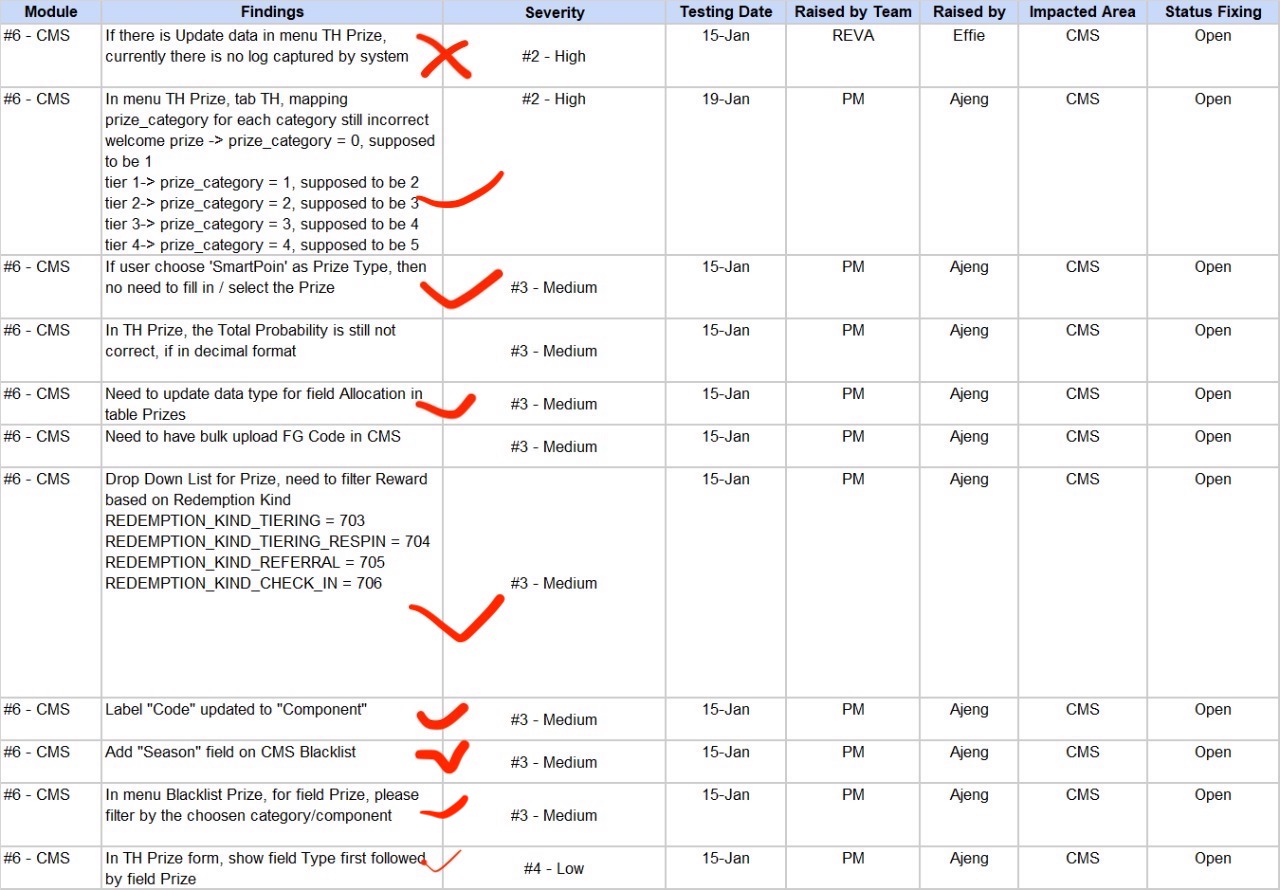 Module Findings Severity Testing Date Raised by Team Raised by Impacted Area Status Fixing
#6 - CMS If there is Update data in menu TH Prize, 15-Jan REVA Effie CMS Open
currently there is no log captured by system #2 - High
#6 - CMS In menu TH Prize, tab TH, mapping #2 - High 19-Jan PM Ajeng CMS Open
prize_category for each category still incorrect
welcome prize -> prize_category = 0, supposed
to be 1
tier 1-> prize_category = 1, supposed to be 2
tier 2-> prize_category = 2, supposed to be 3
tier 3-> prize_category = 3, supposed to be 4
tier 4-> prize_category = 4, supposed to be 5
#6 - CMS If user choose 'SmartPoin' as Prize Type, then 15-Jan PM Ajeng CMS Open
no need to fill in / select the Prize #3 - Medium
#6 - CMS In TH Prize, the Total Probability is still not 15-Jan PM Ajeng CMS Open
correct, if in decimal format #3 - Medium
#6 - CMS Need to update data type for field Allocation in 15-Jan PM Ajeng CMS Open
table Prizes #3 - Medium
#6 - CMS Need to have bulk upload FG Code in CMS 15-Jan PM Ajeng CMS Open
#3 - Medium
#6 - CMS Drop Down List for Prize, need to filter Reward 15-Jan PM Ajeng CMS Open
based on Redemption Kind
REDEMPTION_KIND_TIERING = 703
REDEMPTION_KIND_TIERING_RESPIN = 704
REDEMPTION_KIND_REFERRAL = 705
REDEMPTION_KIND_CHECK_IN = 706 #3 - Medium
#6 - CMS Label "Code" updated to "Component" 15-Jan PM Ajeng CMS Open
#3 - Medium
#6 - CMS Add "Season" field on CMS Blacklist 15-Jan PM Ajeng CMS Open
#3 - Medium
#6 - CMS In menu Blacklist Prize, for field Prize, please 15-Jan PM Ajeng CMS Open
filter by the choosen category/component #3 - Medium
#6 - CMS In TH Prize form, show field Type first followed 15-Jan PM Ajeng CMS Open
by field Prize #4 - Low